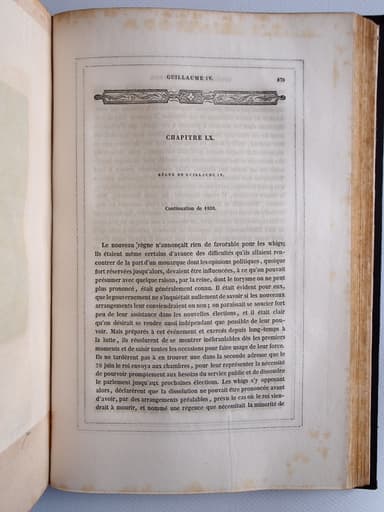 GUILLAUME IV. 879
CHAPITRE LX.
RÈGNE DE GUILLAUME IV.
Continuation de 1830.
Le nouveau règne n'annonçait rien de favorable pour les whigs;
ils étaient même certains d'avance des difficultés qu'ils allaient ren-
contrer de la part d'un monarque dont les opinions politiques, quoique
fort réservées jusqu'alors, devaient être influencées, à ce qu'on pouvait
présumer avec quelque raison, par la reine, dont le torysme on ne peut
plus prononcé, était généralement connu. Il était évident pour eux,
que le gouvernement ne s'inquiétait nullement de savoir si les nouveaux
arrangements leur conviendraient ou non; on paraissait se soucier fort
peu de leur assistance dans les nouvelles élections, et il était clair
qu'on désirait se rendre aussi indépendant que possible de leur pou-
voir. Mais préparés à cet événement et exercés depuis long-temps à
la lutte, ils résolurent de se montrer inébranlables dès les premiers
moments et de saisir toutes les occasions pour faire usage de leur force.
Ils ne tardèrent pas à en trouver une dans la seconde adresse que le
29 juin le roi envoya aux chambres, pour leur représenter la nécessité
de pourvoir promptement aux besoins du service public et de dissoudre
le parlement jusqu'aux prochaines élections. Les whigs s'y opposant
alors, déclarèrent que la dissolution ne pouvait être prononcée avant
d'avoir, par des arrangements préalables, prévu le cas où le roi vien-
drait à mourir, et nommé une régence que nécessitait la minorité de